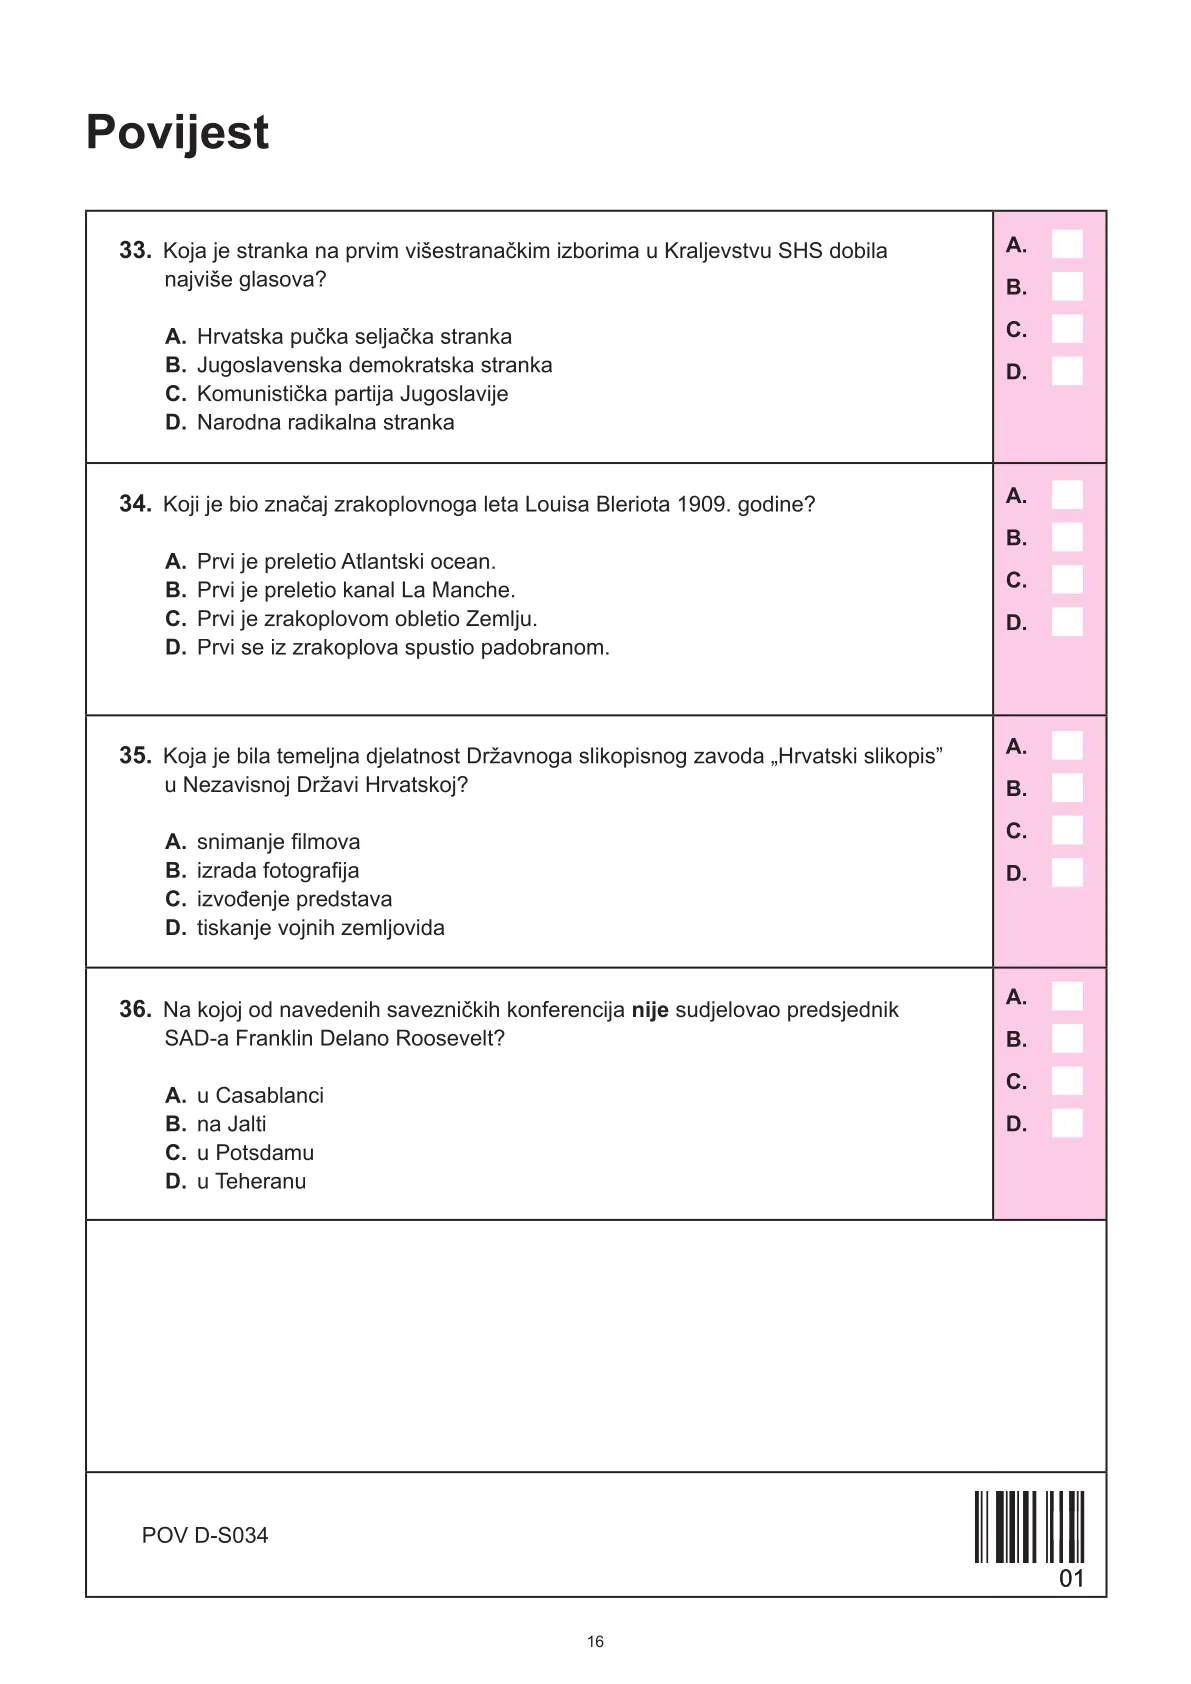 Povijest
33. Koja je stranka na prvim višestranačkim izborima u Kraljevstvu SHS dobila
najviše glasova?
A. Hrvatska pučka seljačka stranka
B. Jugoslavenska demokratska stranka
C. Komunistička partija Jugoslavije
D. Narodna radikalna stranka
A.
B.
C.
D.
34. Koji je bio značaj zrakoplovnoga leta Louisa Bleriota 1909. godine?
A. Prvi je preletio Atlantski ocean.
B. Prvi je preletio kanal La Manche.
C. Prvi je zrakoplovom obletio Zemlju.
D. Prvi se iz zrakoplova spustio padobranom.
A.
B.
C.
D.
35. Koja je bila temeljna djelatnost Državnoga slikopisnog zavoda „Hrvatski slikopis”
u Nezavisnoj Državi Hrvatskoj?
A. snimanje filmova
B. izrada fotografija
C. izvođenje predstava
D. tiskanje vojnih zemljovida
A.
B.
C.
D.
36. Na kojoj od navedenih savezničkih konferencija nije sudjelovao predsjednik
SAD-a Franklin Delano Roosevelt?
A. u Casablanci
B. na Jalti
C. u Potsdamu
D. u Teheranu
A.
B.
C.
D.
POV D-S034
01
16